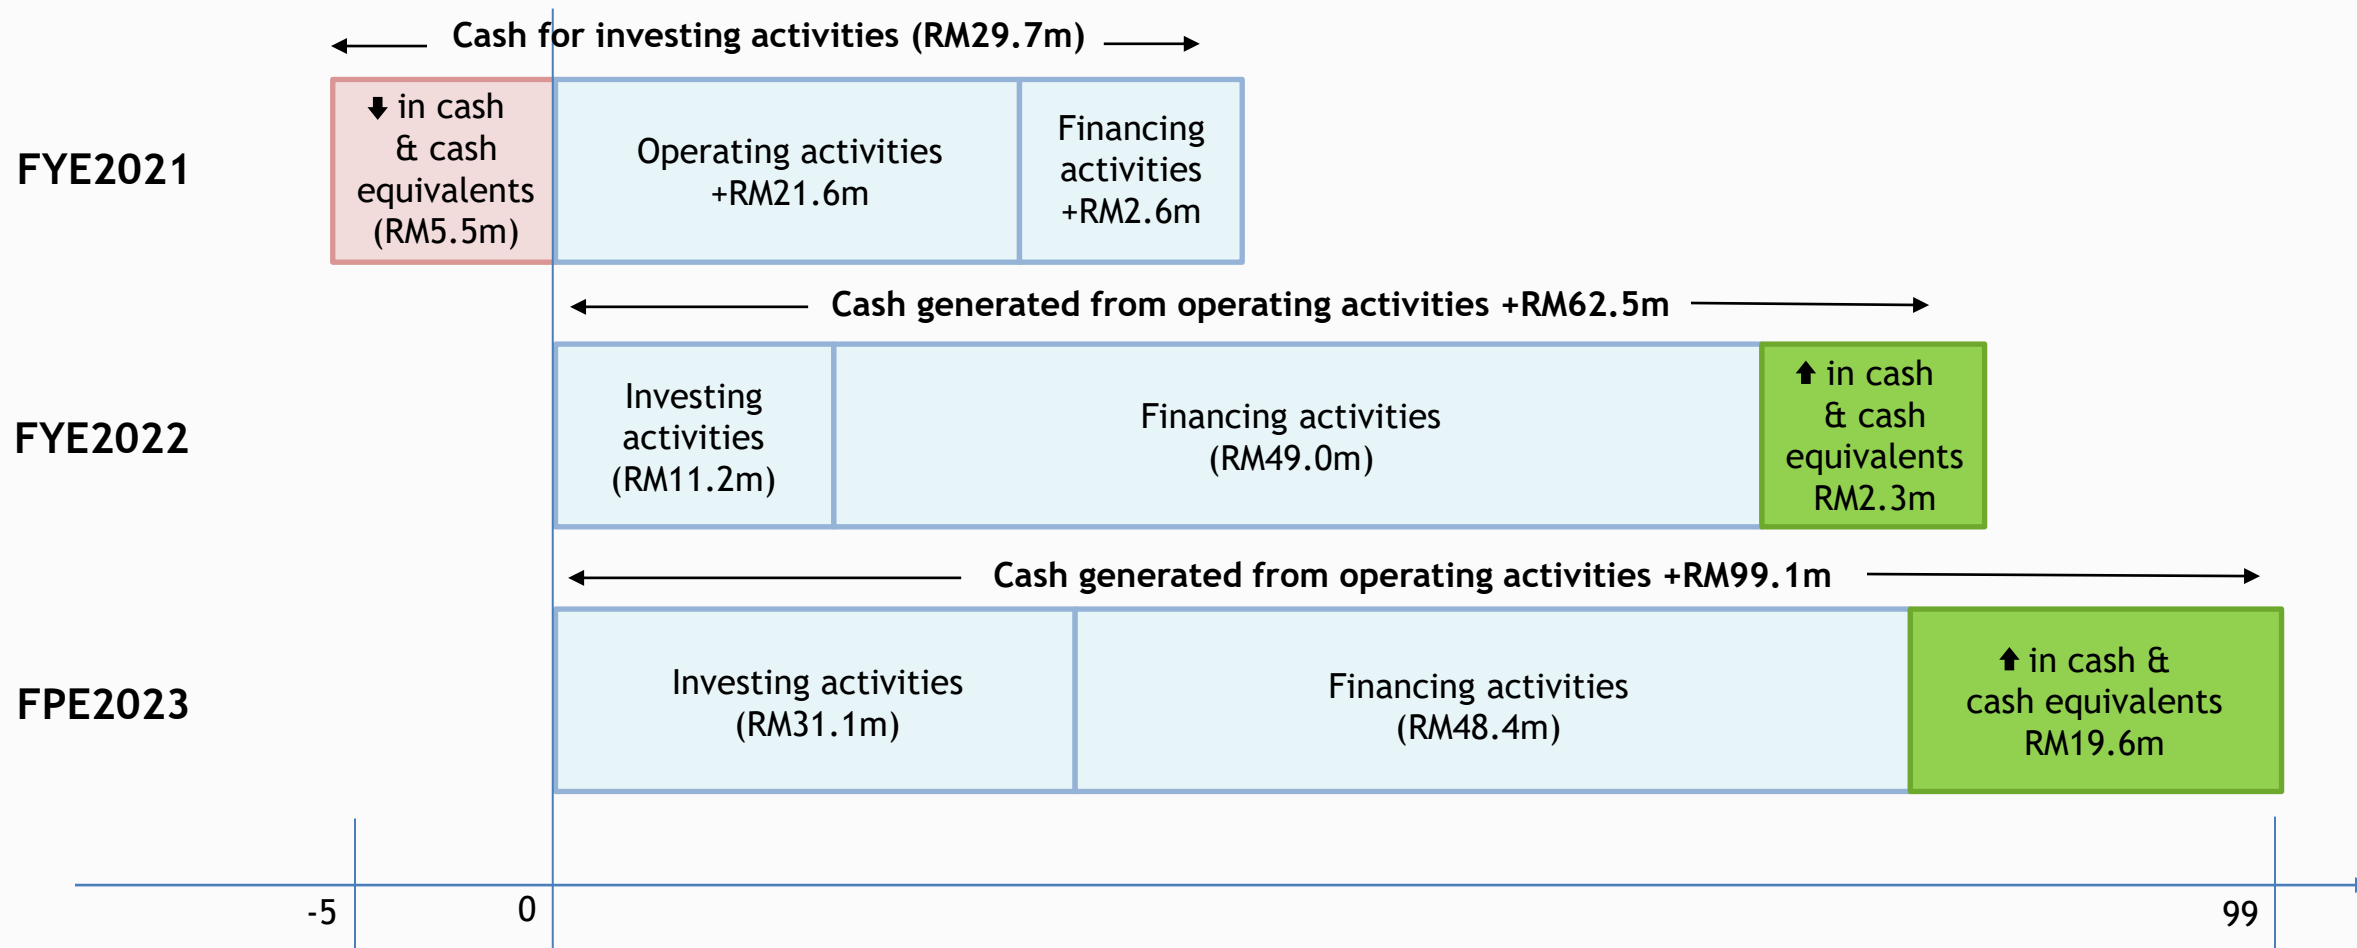 Cash for investing activities (RM29.7m)
FYE2021
🡇 in cash
& cash
equivalents
(RM5.5m)
Operating activities
+RM21.6m
Financing
activities
+RM2.6m
Cash generated from operating activities +RM62.5m
FYE2022
Investing
activities
(RM11.2m)
Financing activities
(RM49.0m)
🡅 in cash
& cash
equivalents
RM2.3m
Cash generated from operating activities +RM99.1m
FPE2023
Investing activities
(RM31.1m)
Financing activities
(RM48.4m)
🡅 in cash &
cash equivalents
RM19.6m
-5
0
99